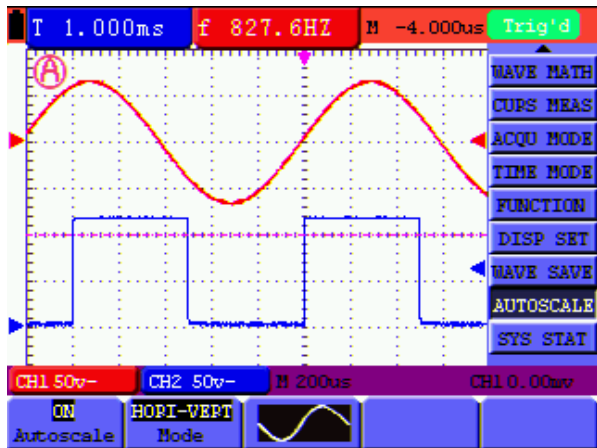 T 1.000ms f 827.6HZ M -4.000us Trig'd
A
WAVE MATH
CUPS MEAS
ACQU MODE
TIME MODE
FUNCTION
DISP SET
WAVE SAVE
AUTOSCALE
SYS STAT
CH1 50v- CH2 50v- M 200us CH1 0.00mv
ON HORI-VERT
Autoscale Mode